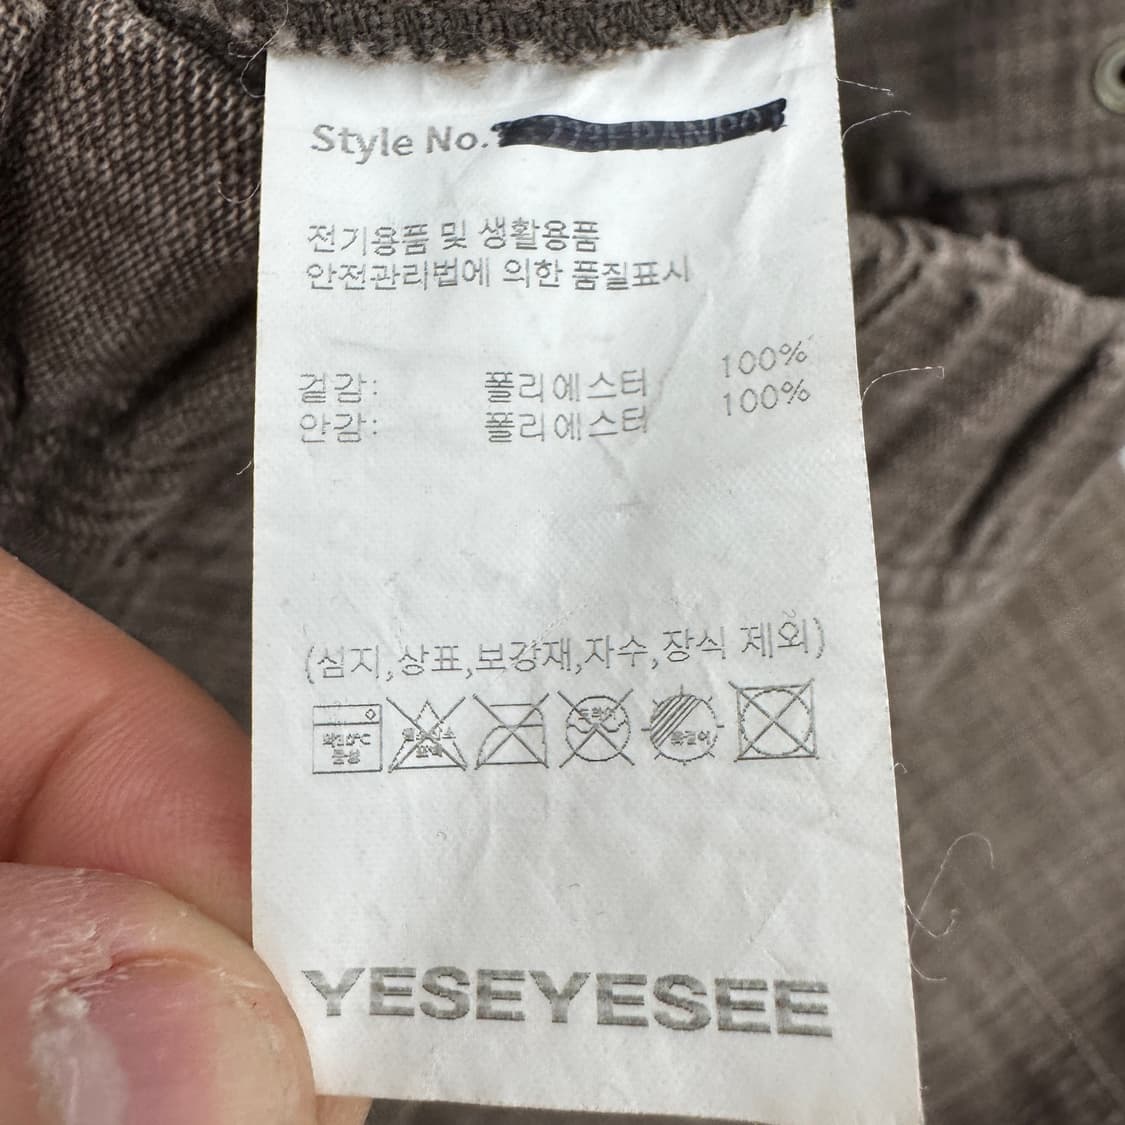 Style No.
전기용품 및 생활용품
안전관리법에 의한 품질표시
겉감: 폴리에스터 100%
안감: 폴리에스터 100%
(심지,상표,보강재,자수,장식 제외)
YESEYESEE